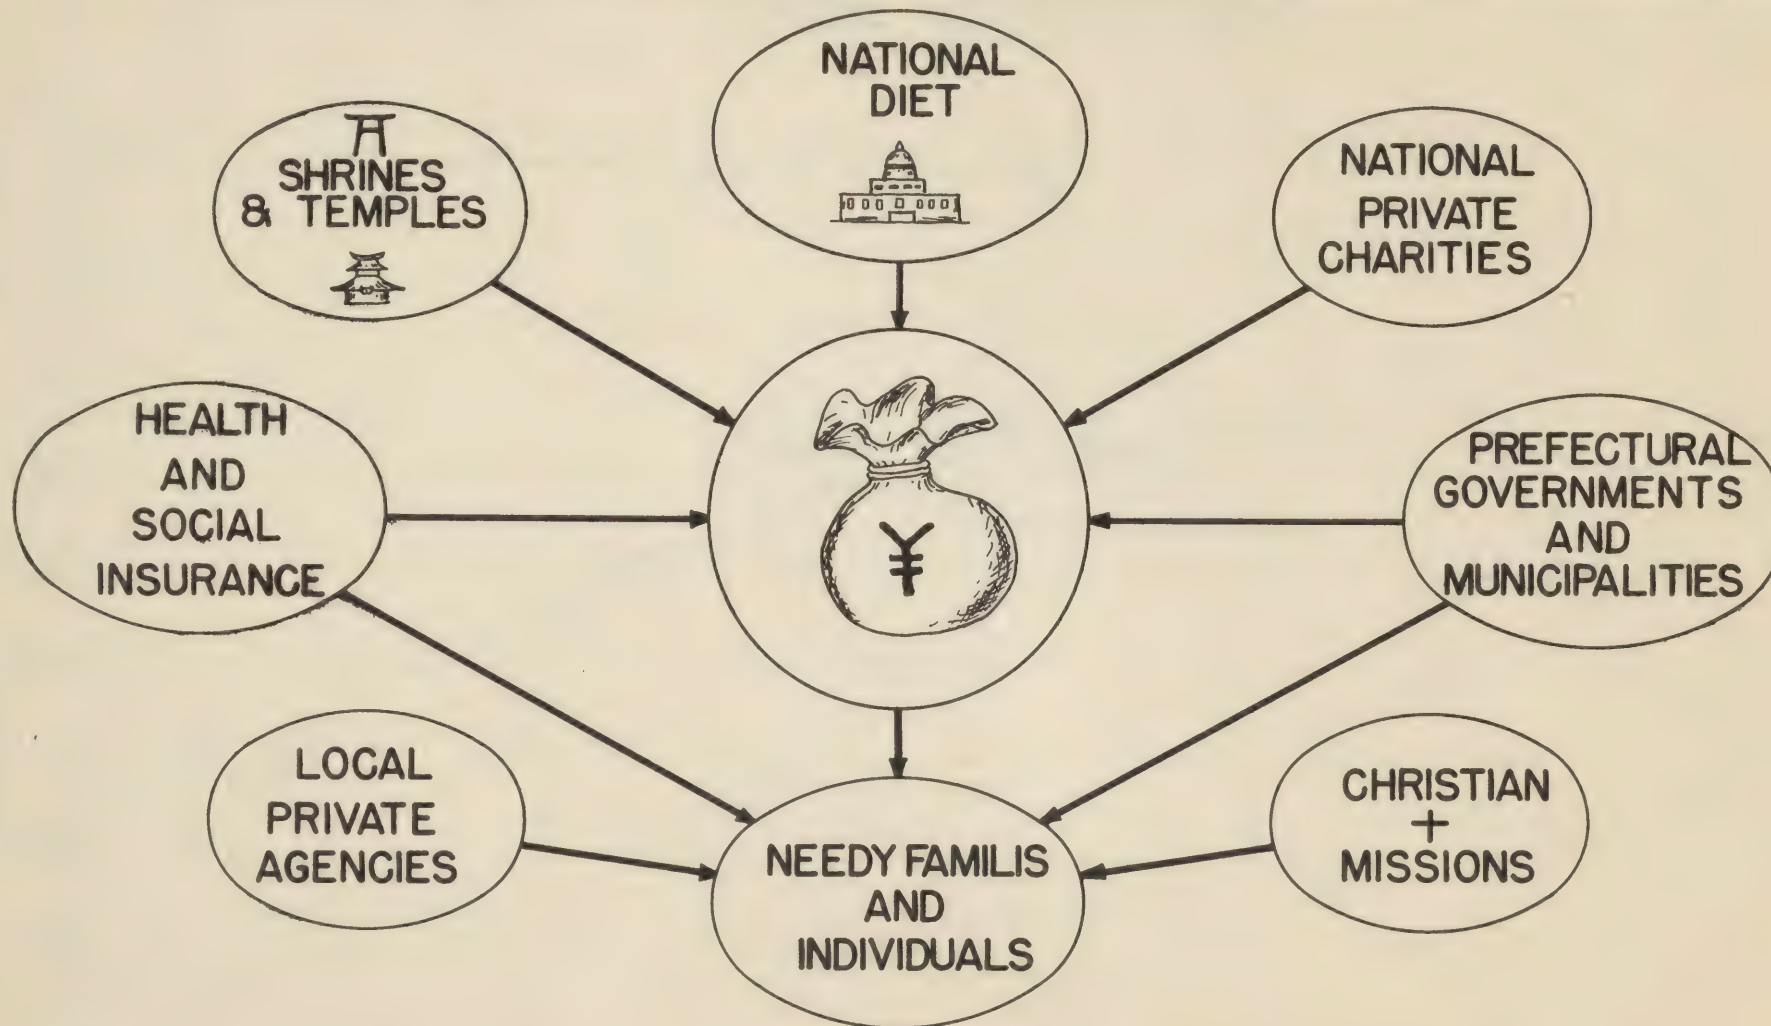 NATIONAL
DIET
SHRINES
& TEMPLES
NATIONAL
PRIVATE
CHARITIES
HEALTH
AND
SOCIAL
INSURANCE
¥
PREFECTURAL
GOVERNMENTS
AND
MUNICIPALITIES
LOCAL
PRIVATE
AGENCIES
NEEDY FAMILIS
AND
INDIVIDUALS
CHRISTIAN
+
MISSIONS